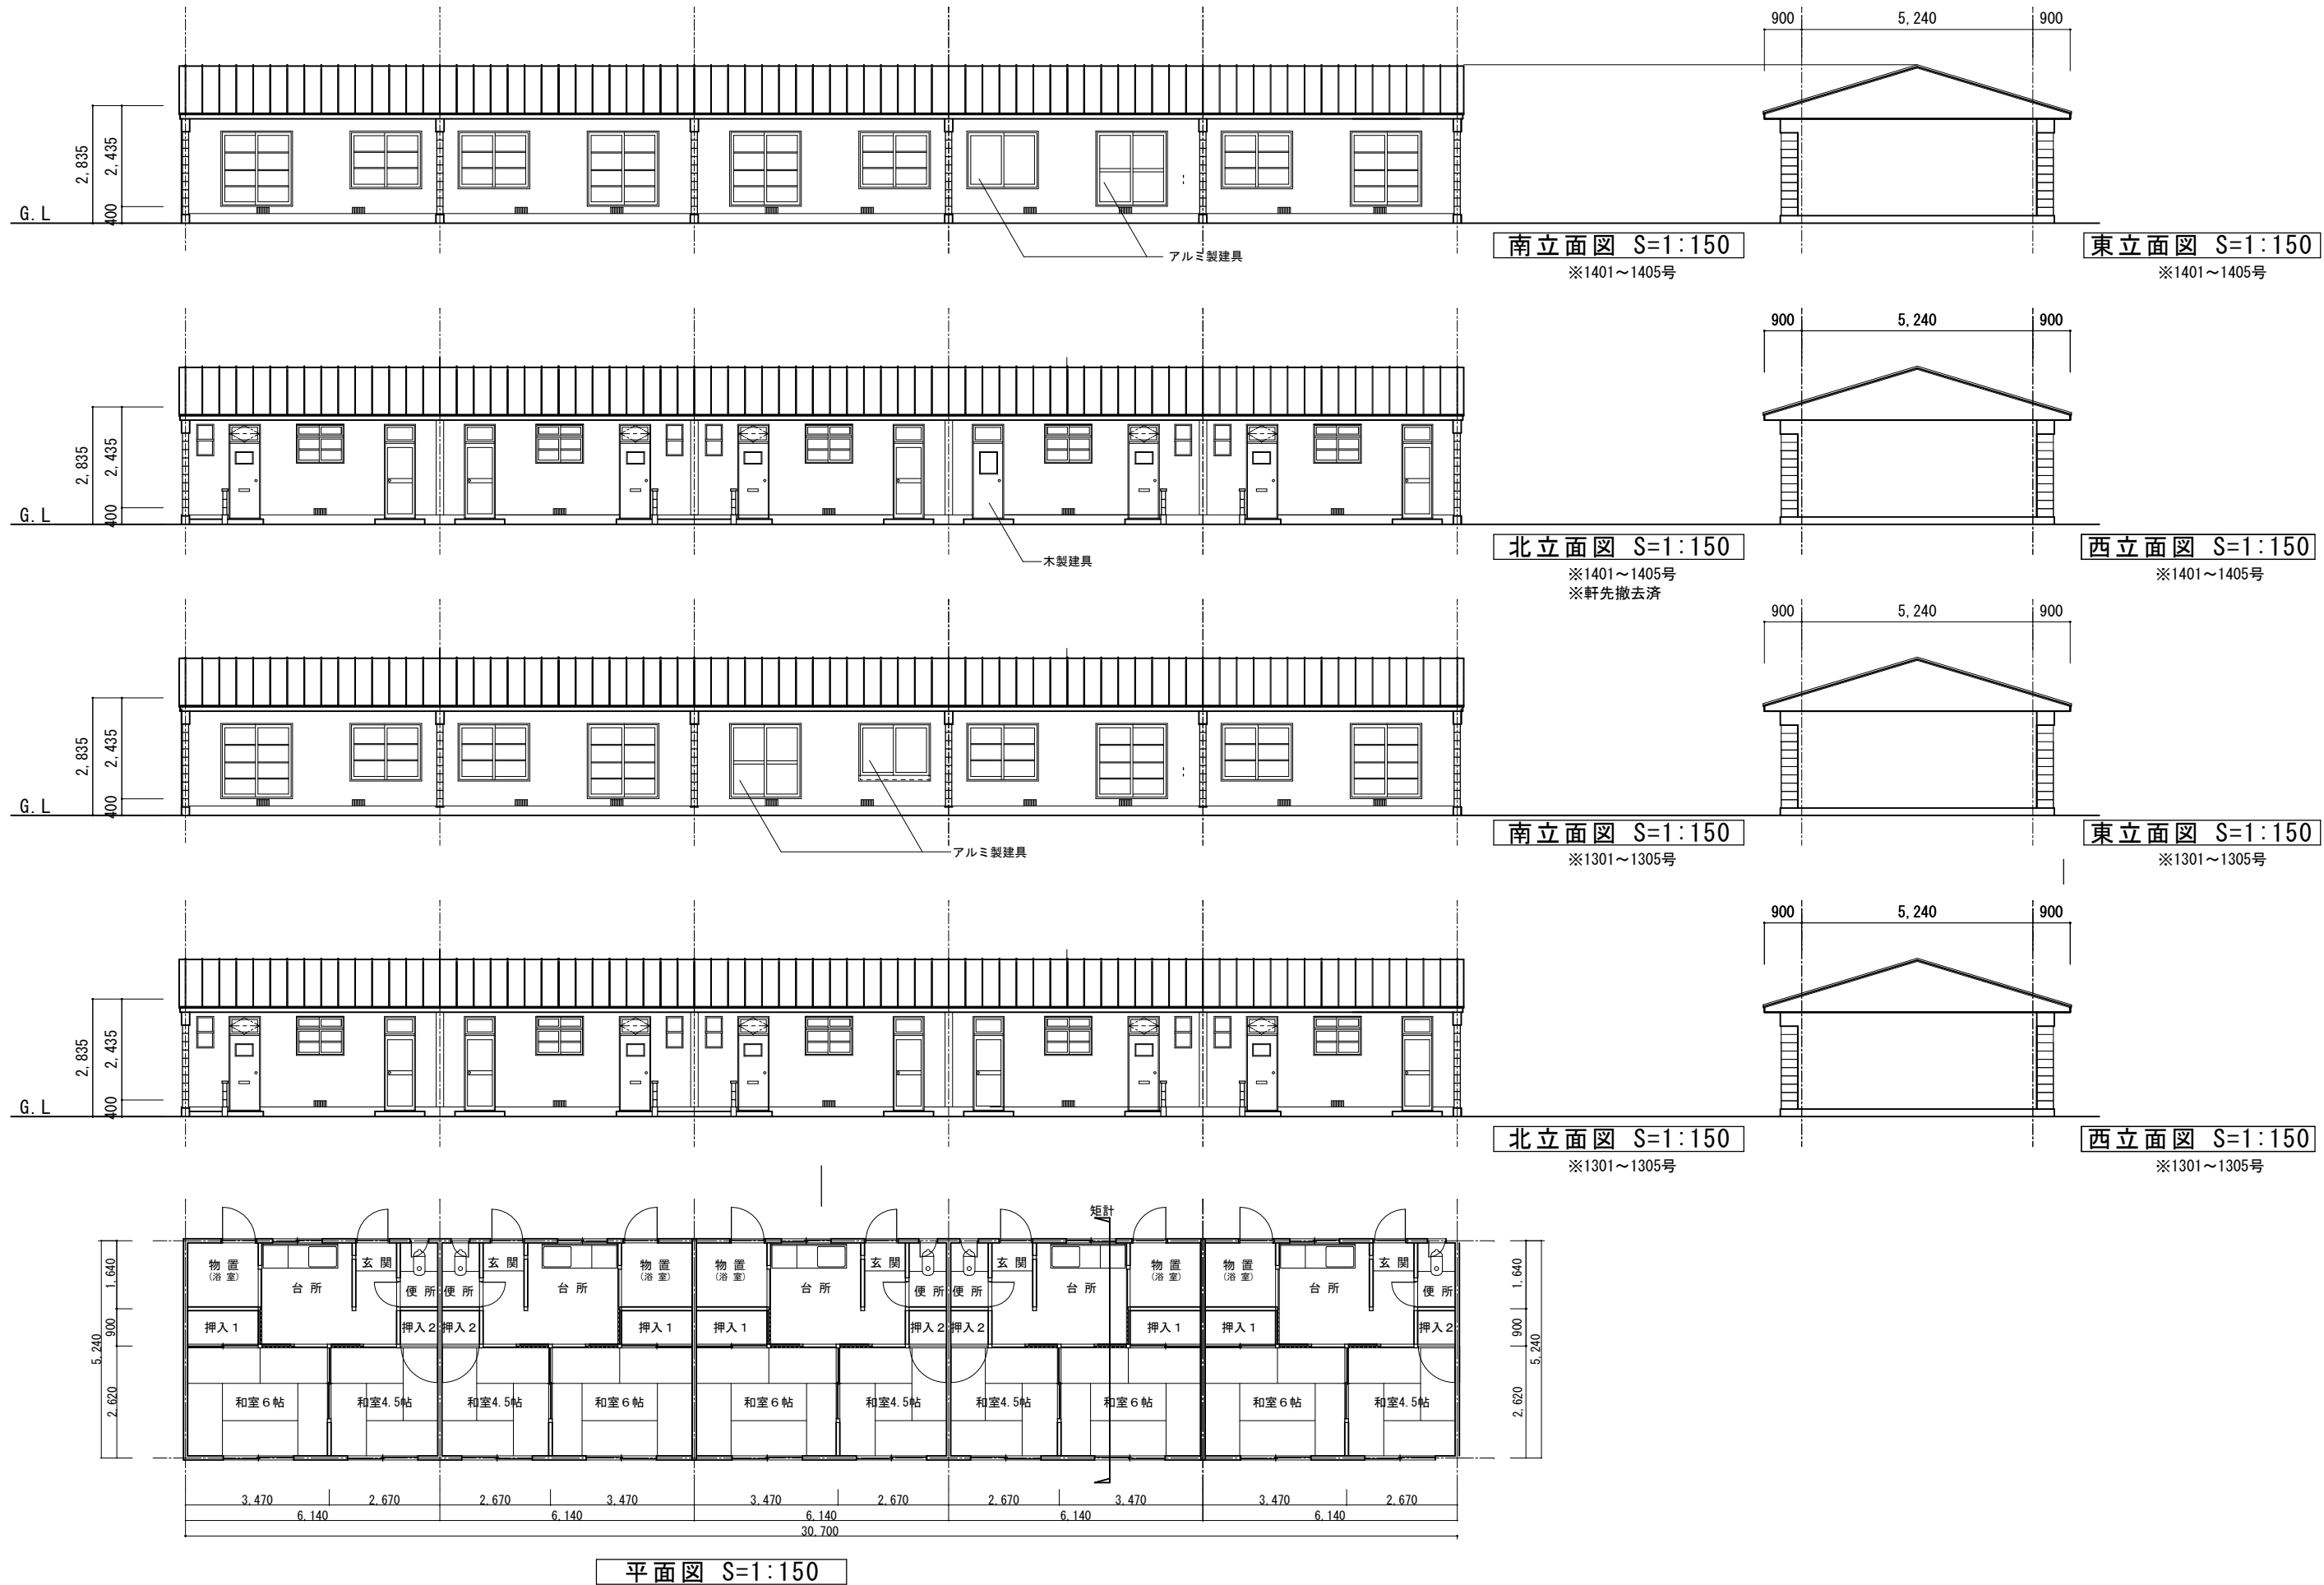 900 5,240 900
2,835 2,435 400
G.L
アルミ製建具
南立面図 S=1:150
※1401～1405号
東立面図 S=1:150
※1401～1405号
900 5,240 900
2,835 2,435 400
G.L
木製建具
北立面図 S=1:150
※1401～1405号
※軒先撤去済
西立面図 S=1:150
※1401～1405号
900 5,240 900
2,835 2,435 400
G.L
アルミ製建具
南立面図 S=1:150
※1301～1305号
東立面図 S=1:150
※1301～1305号
900 5,240 900
2,835 2,435 400
G.L
北立面図 S=1:150
※1301～1305号
西立面図 S=1:150
※1301～1305号
矩計
物置 玄関 玄関 物置 物置 玄関 玄関 物置 物置 玄関
(浴室) (浴室) (浴室) (浴室) (浴室)
台所 便所 便所 台所 台所 便所 便所 台所 台所 便所
押入1 押入2 押入2 押入1 押入1 押入2 押入2 押入1 押入1 押入2
和室6帖 和室4.5帖 和室4.5帖 和室6帖 和室6帖 和室4.5帖 和室4.5帖 和室6帖 和室6帖 和室4.5帖
1,640 900 2,620
5,240
1,640 900 2,620
5,240
3,470 2,670 2,670 3,470 3,470 2,670 2,670 3,470 3,470 2,670
6,140 6,140 6,140 6,140 6,140
30,700
平面図 S=1:150